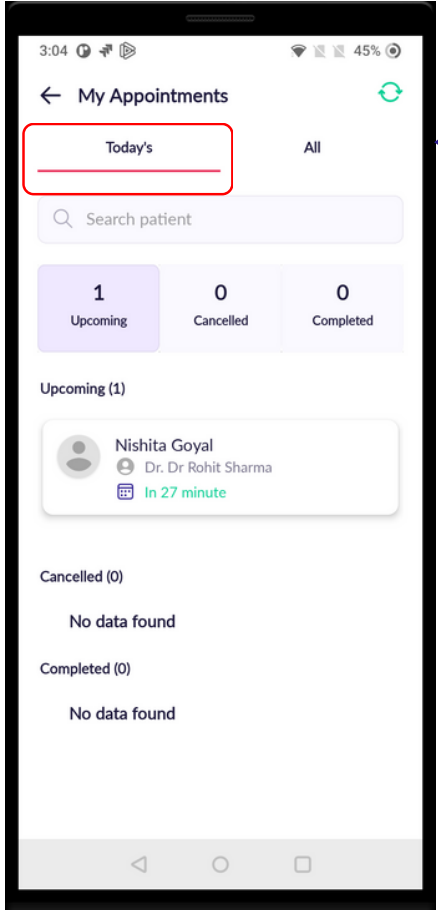 3:04 45%
My Appointments
Today's All
Search patient
1 0 0
Upcoming Cancelled Completed
Upcoming (1)
Nishita Goyal
Dr. Dr Rohit Sharma
In 27 minute
Cancelled (0)
No data found
Completed (0)
No data found